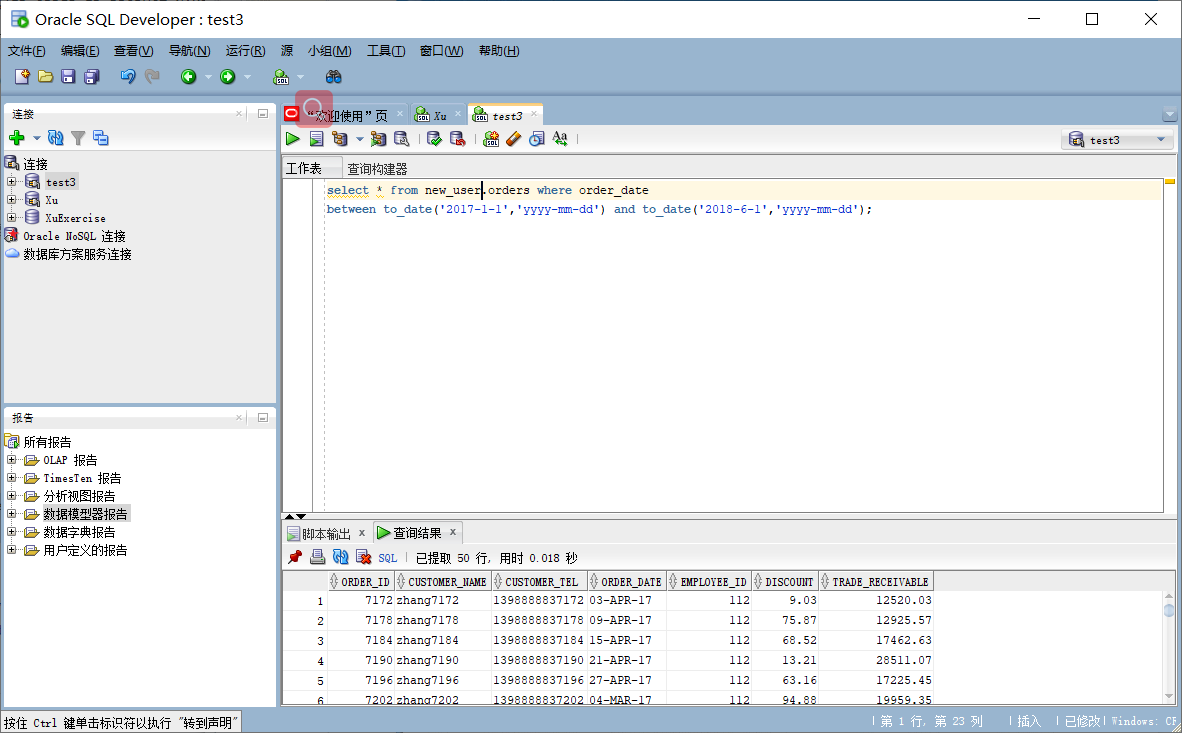 Oracle SQL Developer : test3
文件(F) 编辑(E) 查看(V) 导航(N) 运行(R) 源 小组(M) 工具(T) 窗口(W) 帮助(H)
连接
连接
test3
Xu
XuExercise
Oracle NoSQL 连接
数据库方案服务连接
报告
所有报告
OLAP 报告
TimesTen 报告
分析视图报告
数据模型器报告
数据字典报告
用户定义的报告
“欢迎使用”页 Xu test3
test3
工作表 查询构建器
select * from new_user.orders where order_date
between to_date('2017-1-1','yyyy-mm-dd') and to_date('2018-6-1','yyyy-mm-dd');
脚本输出 x 查询结果 x
SQL | 已提取 50 行, 用时 0.018 秒
ORDER_ID CUSTOMER_NAME CUSTOMER_TEL ORDER_DATE EMPLOYEE_ID DISCOUNT TRADE_RECEIVABLE
1 7172 zhang7172 1398888837172 03-APR-17 112 9.03 12520.03
2 7178 zhang7178 1398888837178 09-APR-17 112 75.87 12925.57
3 7184 zhang7184 1398888837184 15-APR-17 112 68.52 17462.63
4 7190 zhang7190 1398888837190 21-APR-17 112 13.21 28511.07
5 7196 zhang7196 1398888837196 27-APR-17 112 63.16 17225.45
6 7202 zhang7202 1398888837202 04-MAR-17 112 94.88 19959.35
按住 Ctrl 键单击标识符以执行 "转到声明"
| 第 1 行, 第 23 列 | 插入 | 已修改 | Windows: CR